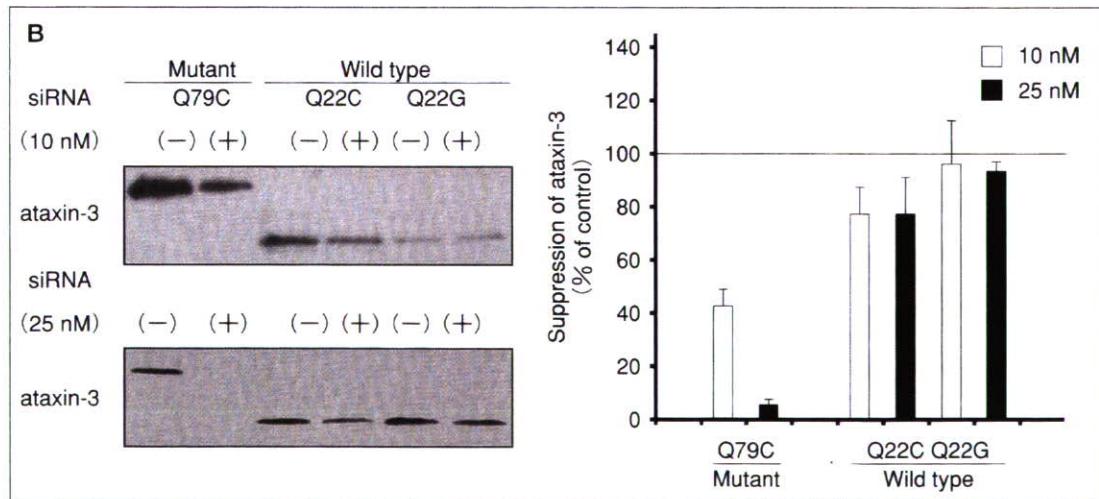 B
Mutant Wild type
siRNA Q79C Q22C Q22G
(10 nM) (−) (+) (−) (+) (−) (+)
ataxin-3
siRNA
(25 nM) (−) (+) (−) (+) (−) (+)
ataxin-3
Suppression of ataxin-3
(% of control)
140
120
100
80
60
40
20
0
10 nM
25 nM
Q79C Q22C Q22G
Mutant Wild type